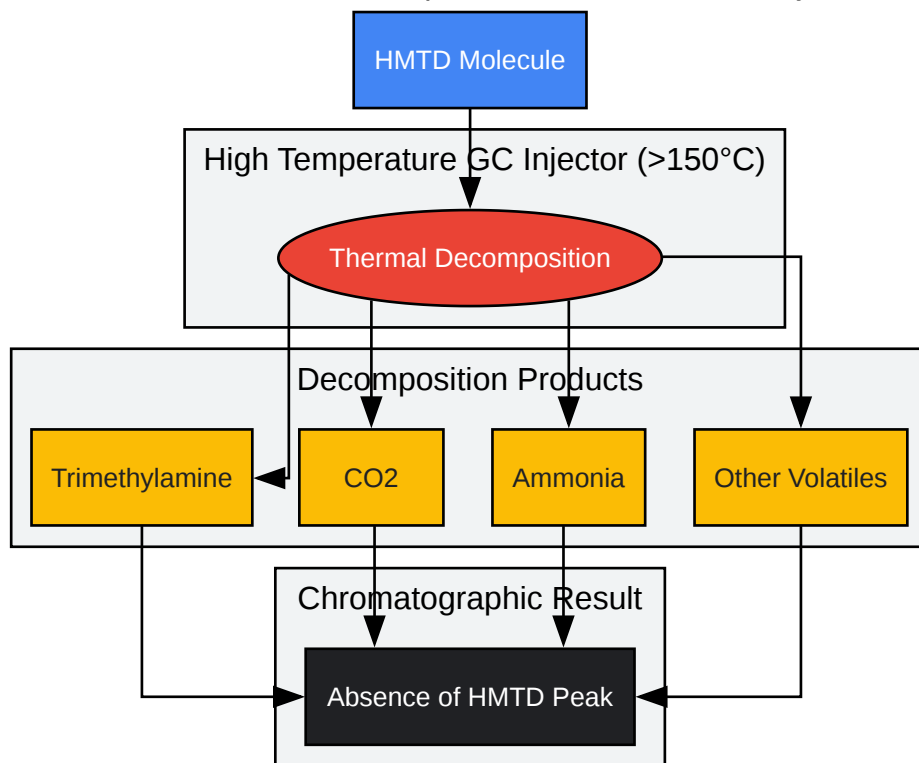 HMTD Molecule
High Temperature GC Injector (>150°C)
Thermal Decomposition
Decomposition Products
Trimethylamine
CO2
Ammonia
Other Volatiles
Chromatographic Result
Absence of HMTD Peak